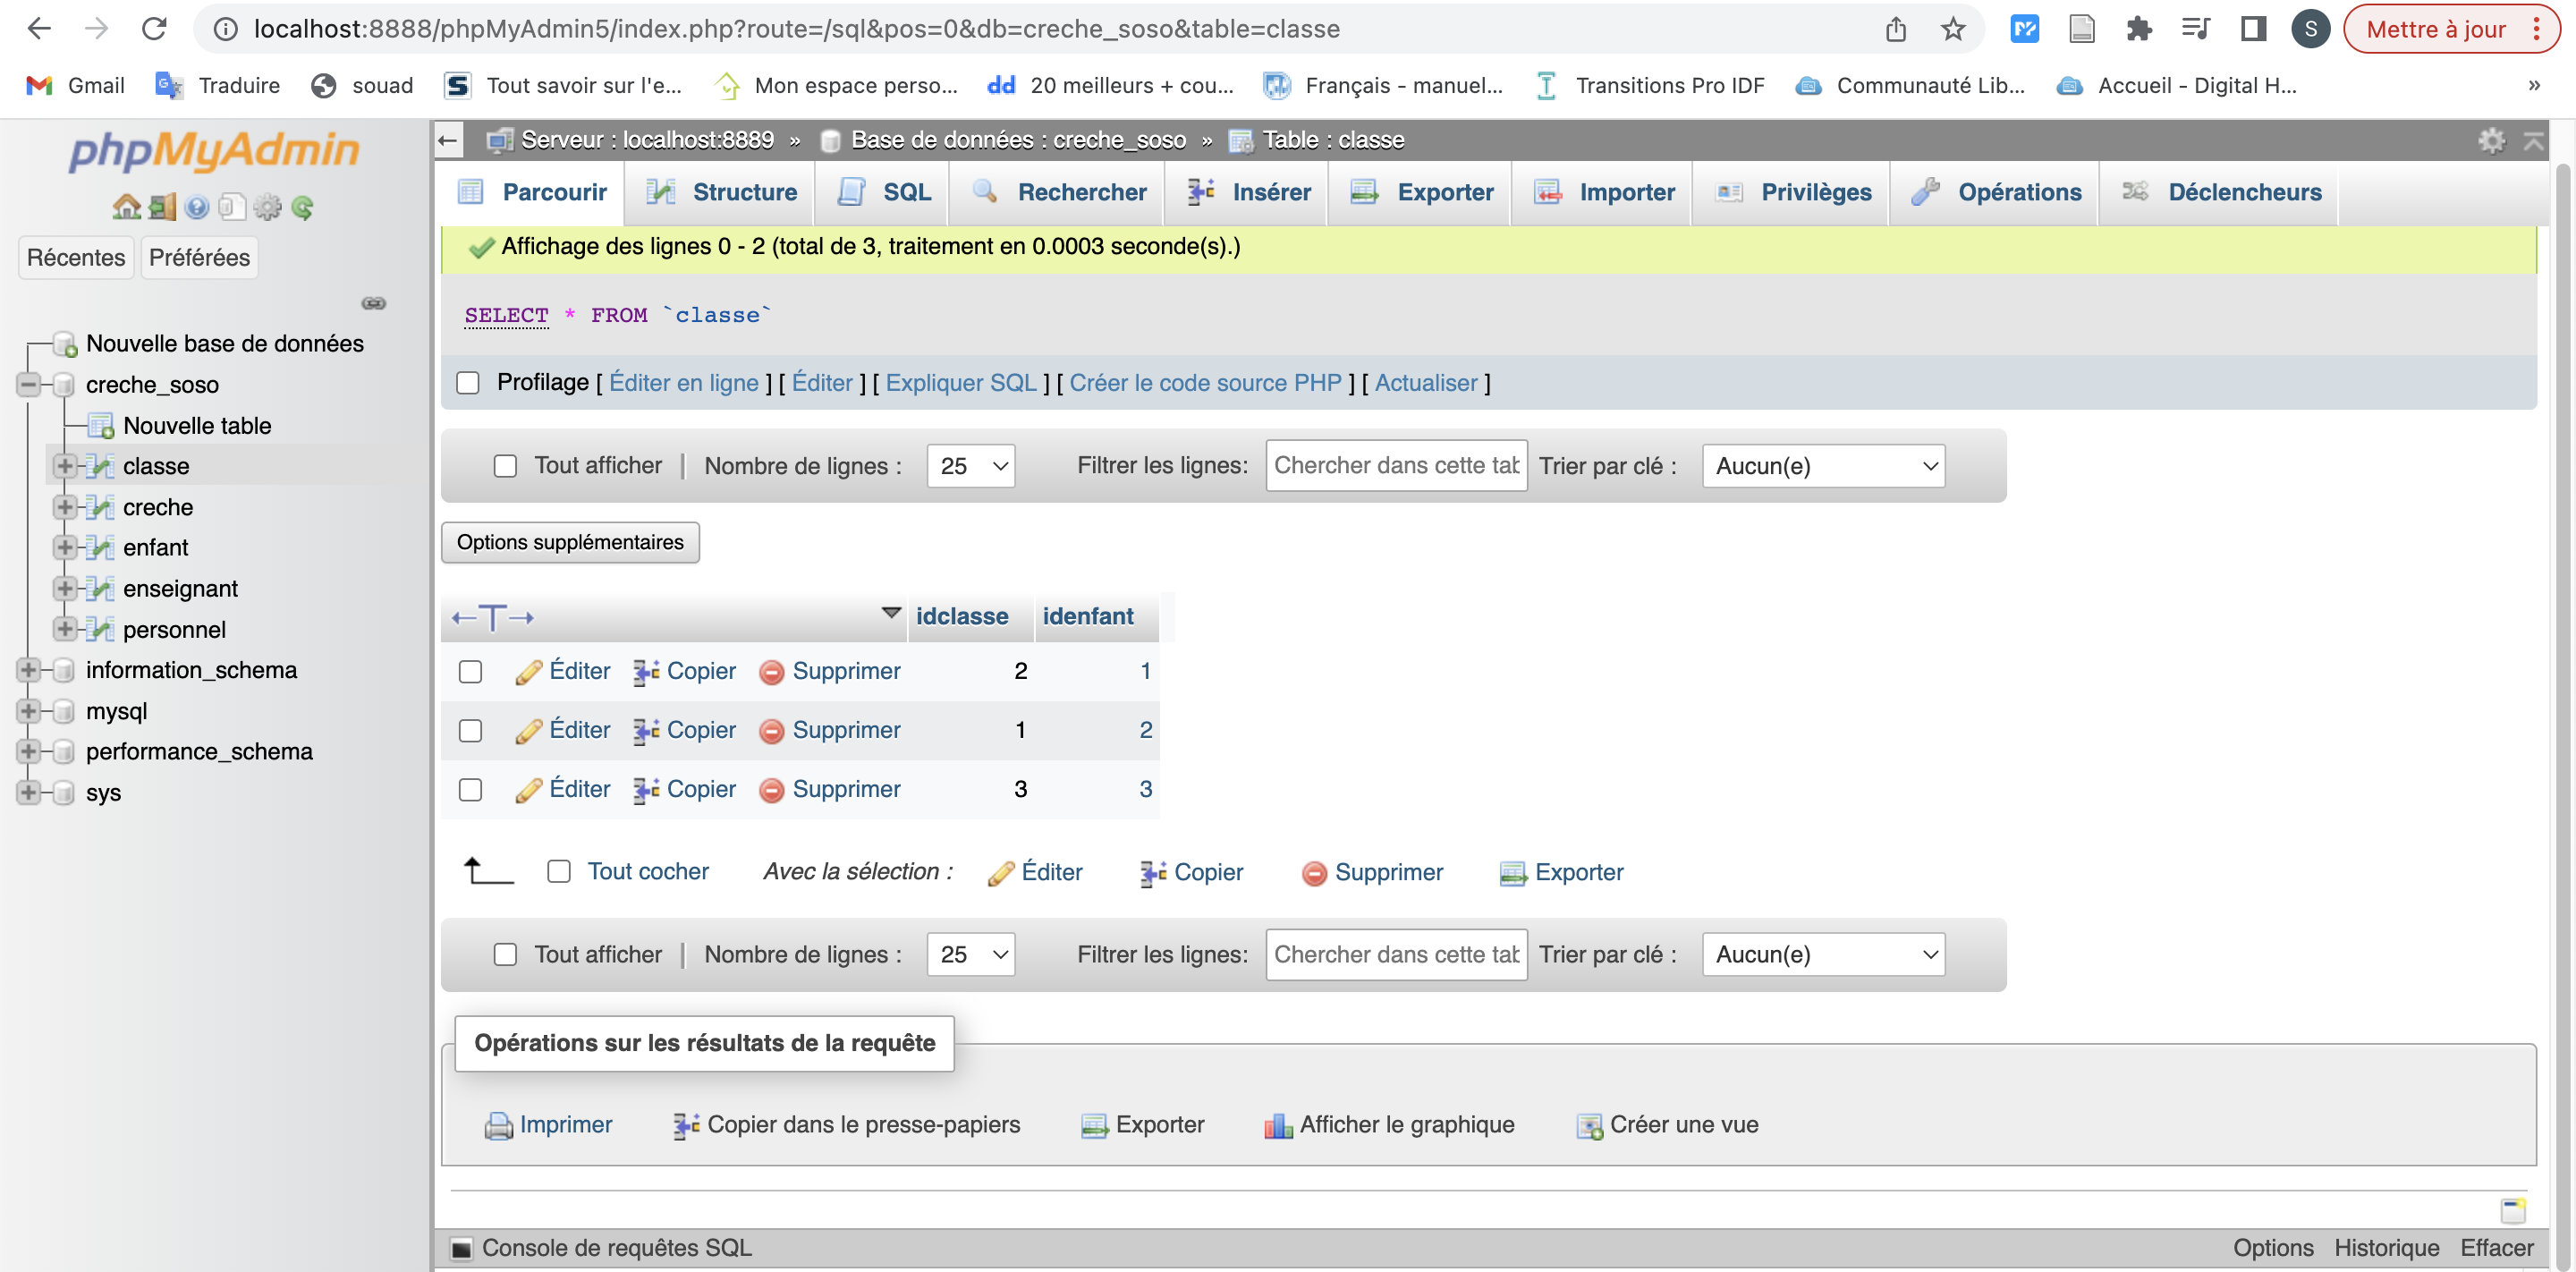 localhost:8888/phpMyAdmin5/index.php?route=/sql&pos=0&db=creche_soso&table=classe
S
Mettre à jour
Gmail
Traduire
souad
Tout savoir sur l'e...
Mon espace perso...
dd 20 meilleurs + cou...
Français - manuel...
Transitions Pro IDF
Communauté Lib...
Accueil - Digital H...
»
phpMyAdmin
Récentes
Préférées
Nouvelle base de données
creche_soso
Nouvelle table
classe
creche
enfant
enseignant
personnel
information_schema
mysql
performance_schema
sys
Serveur : localhost:8889 » Base de données : creche_soso » Table : classe
Parcourir
Structure
SQL
Rechercher
Insérer
Exporter
Importer
Privilèges
Opérations
Déclencheurs
Affichage des lignes 0 - 2 (total de 3, traitement en 0.0003 seconde(s).)
SELECT * FROM `classe`
Profilage [ Éditer en ligne ] [ Éditer ] [ Expliquer SQL ] [ Créer le code source PHP ] [ Actualiser ]
Tout afficher | Nombre de lignes : 25 Filtrer les lignes: Chercher dans cette tab Trier par clé : Aucun(e)
Options supplémentaires
←T→ idclasse idenfant
Éditer Copier Supprimer 2 1
Éditer Copier Supprimer 1 2
Éditer Copier Supprimer 3 3
Tout cocher Avec la sélection : Éditer Copier Supprimer Exporter
Tout afficher | Nombre de lignes : 25 Filtrer les lignes: Chercher dans cette tab Trier par clé : Aucun(e)
Opérations sur les résultats de la requête
Imprimer Copier dans le presse-papiers Exporter Afficher le graphique Créer une vue
Console de requêtes SQL
Options Historique Effacer